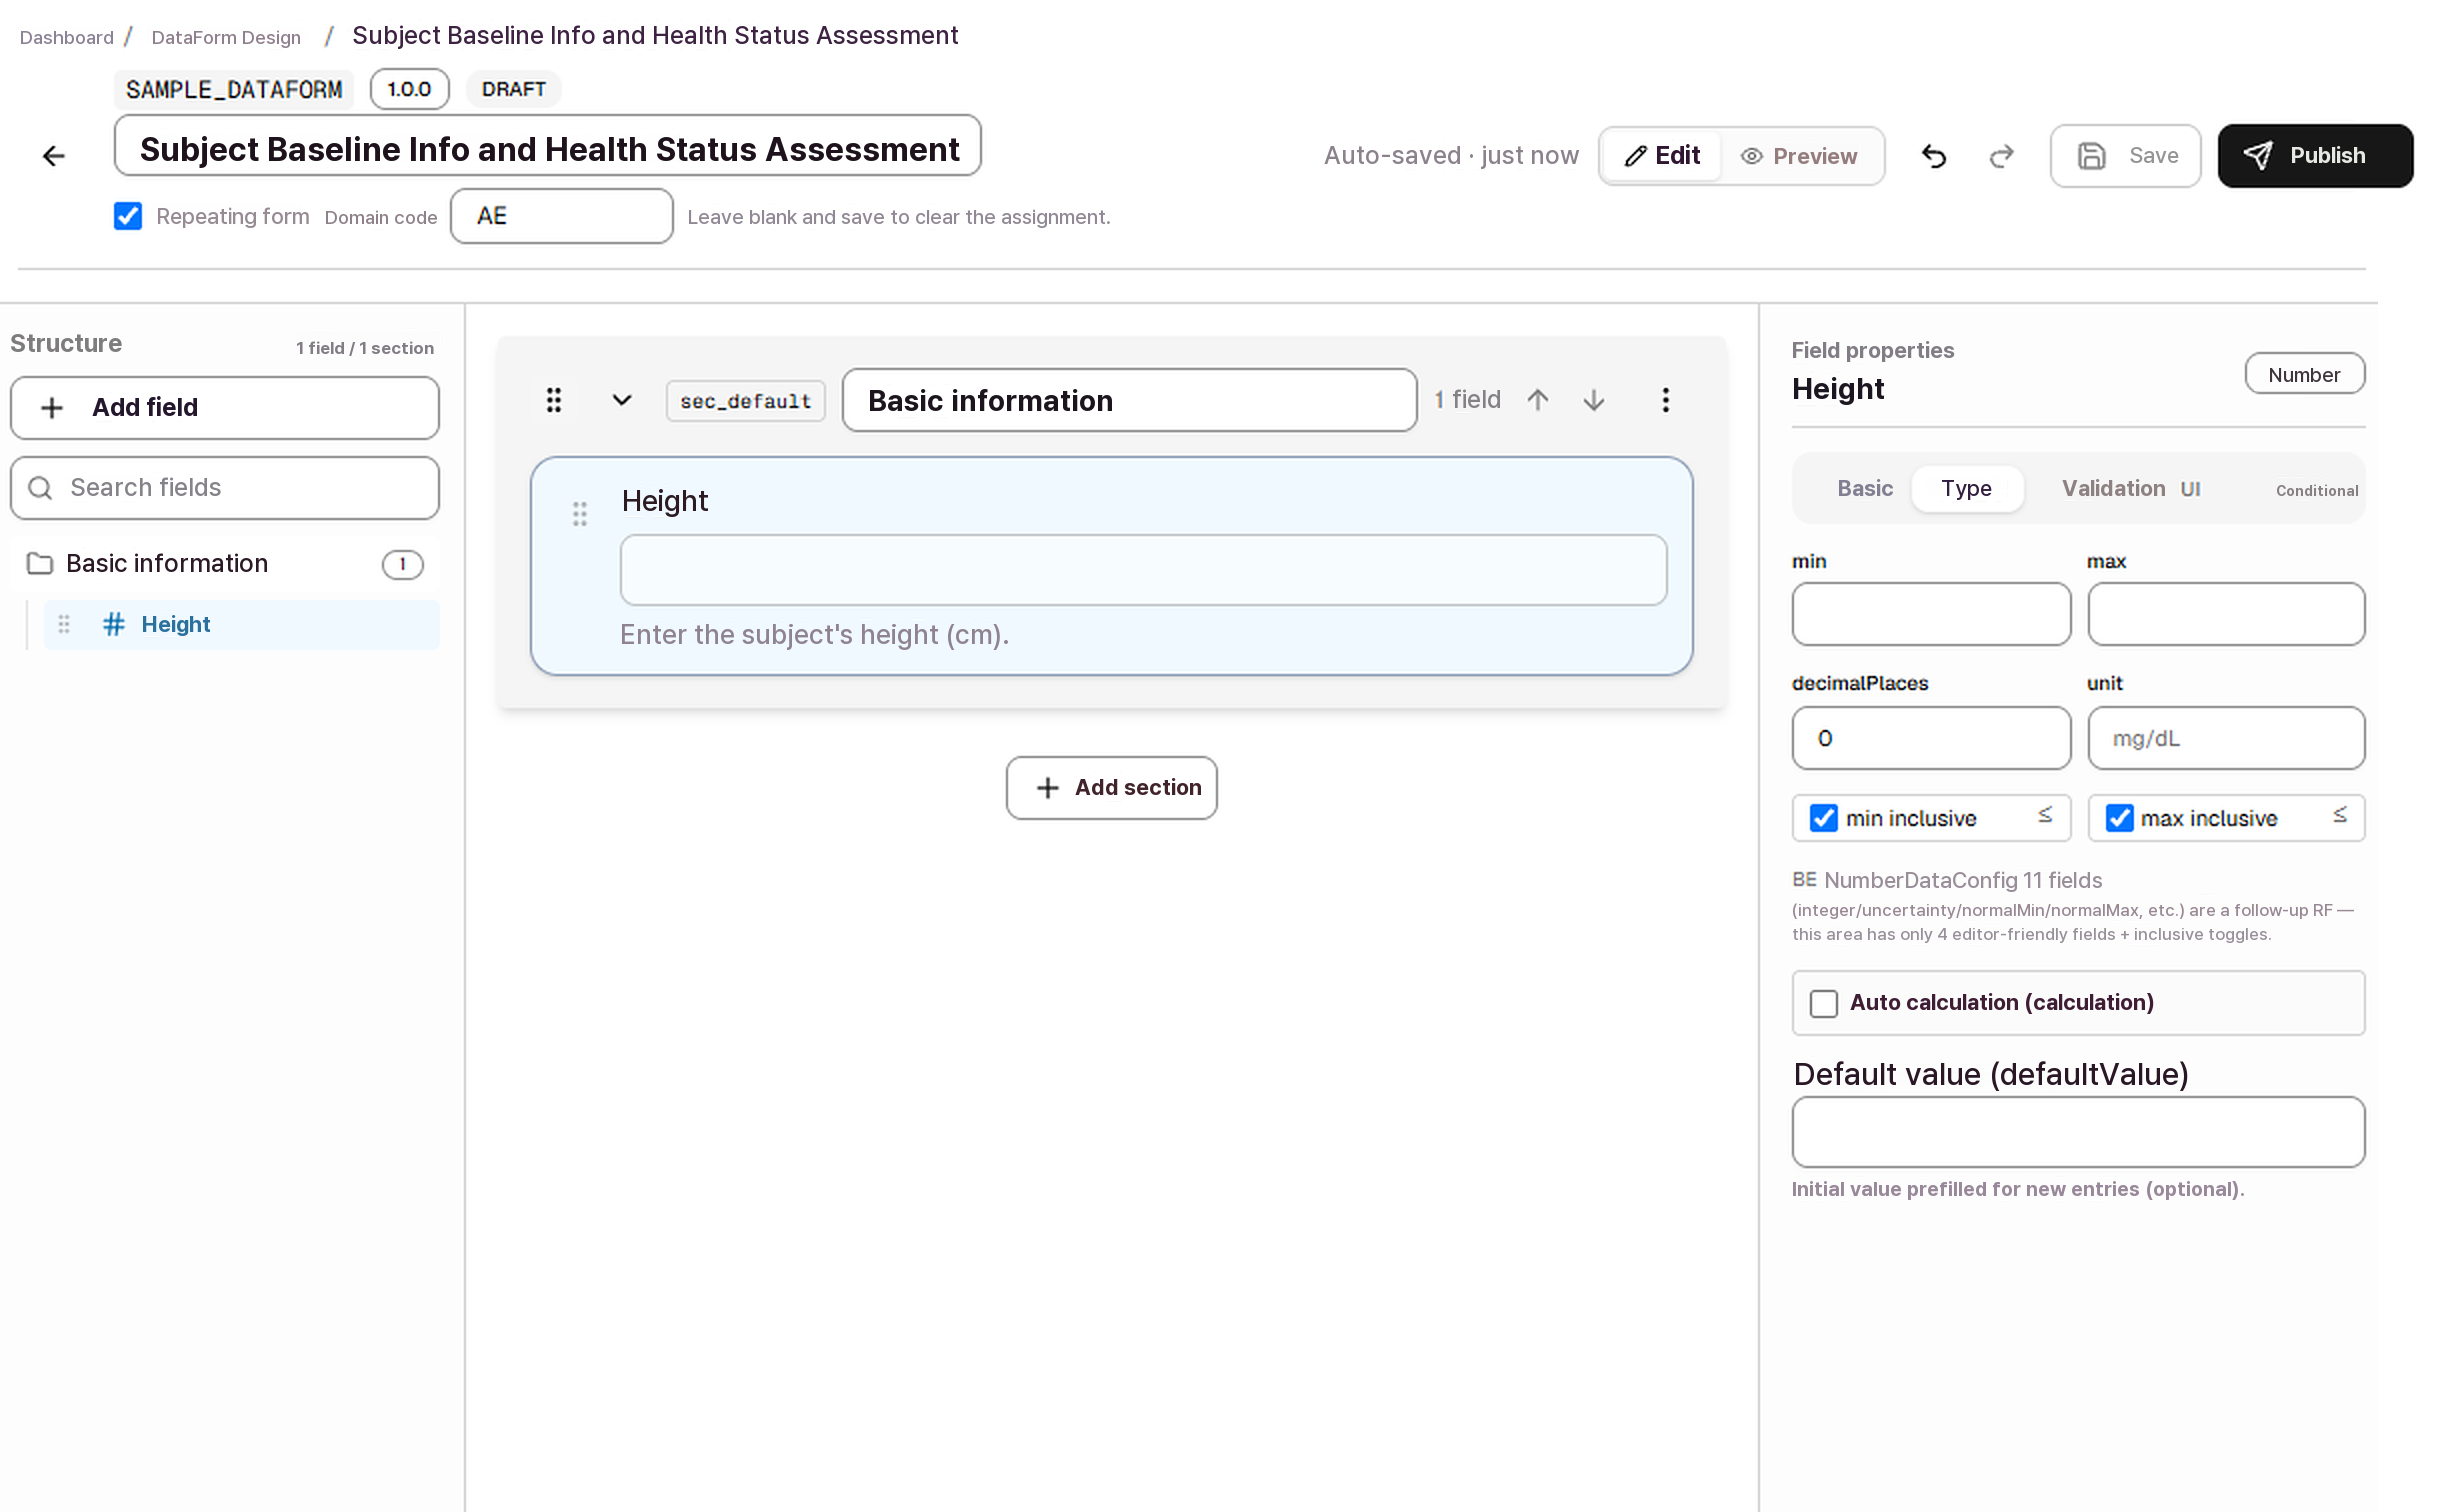 Dashboard / DataForm Design / Subject Baseline Info and Health Status Assessment
SAMPLE_DATAFORM 1.0.0 DRAFT
Subject Baseline Info and Health Status Assessment
Auto-saved · just now Edit Preview Save Publish
Repeating form Domain code AE Leave blank and save to clear the assignment.
Structure 1 field / 1 section
Add field
Search fields
Basic information 1
Height
sec_default Basic information 1 field
Height
Enter the subject's height (cm).
Add section
Field properties
Height Number
Basic Type Validation UI Conditional
min max
decimalPlaces unit
0 mg/dL
min inclusive ≤ max inclusive ≤
BE NumberDataConfig 11 fields
(integer/uncertainty/normalMin/normalMax, etc.) are a follow-up RF —
this area has only 4 editor-friendly fields + inclusive toggles.
Auto calculation (calculation)
Default value (defaultValue)
Initial value prefilled for new entries (optional).